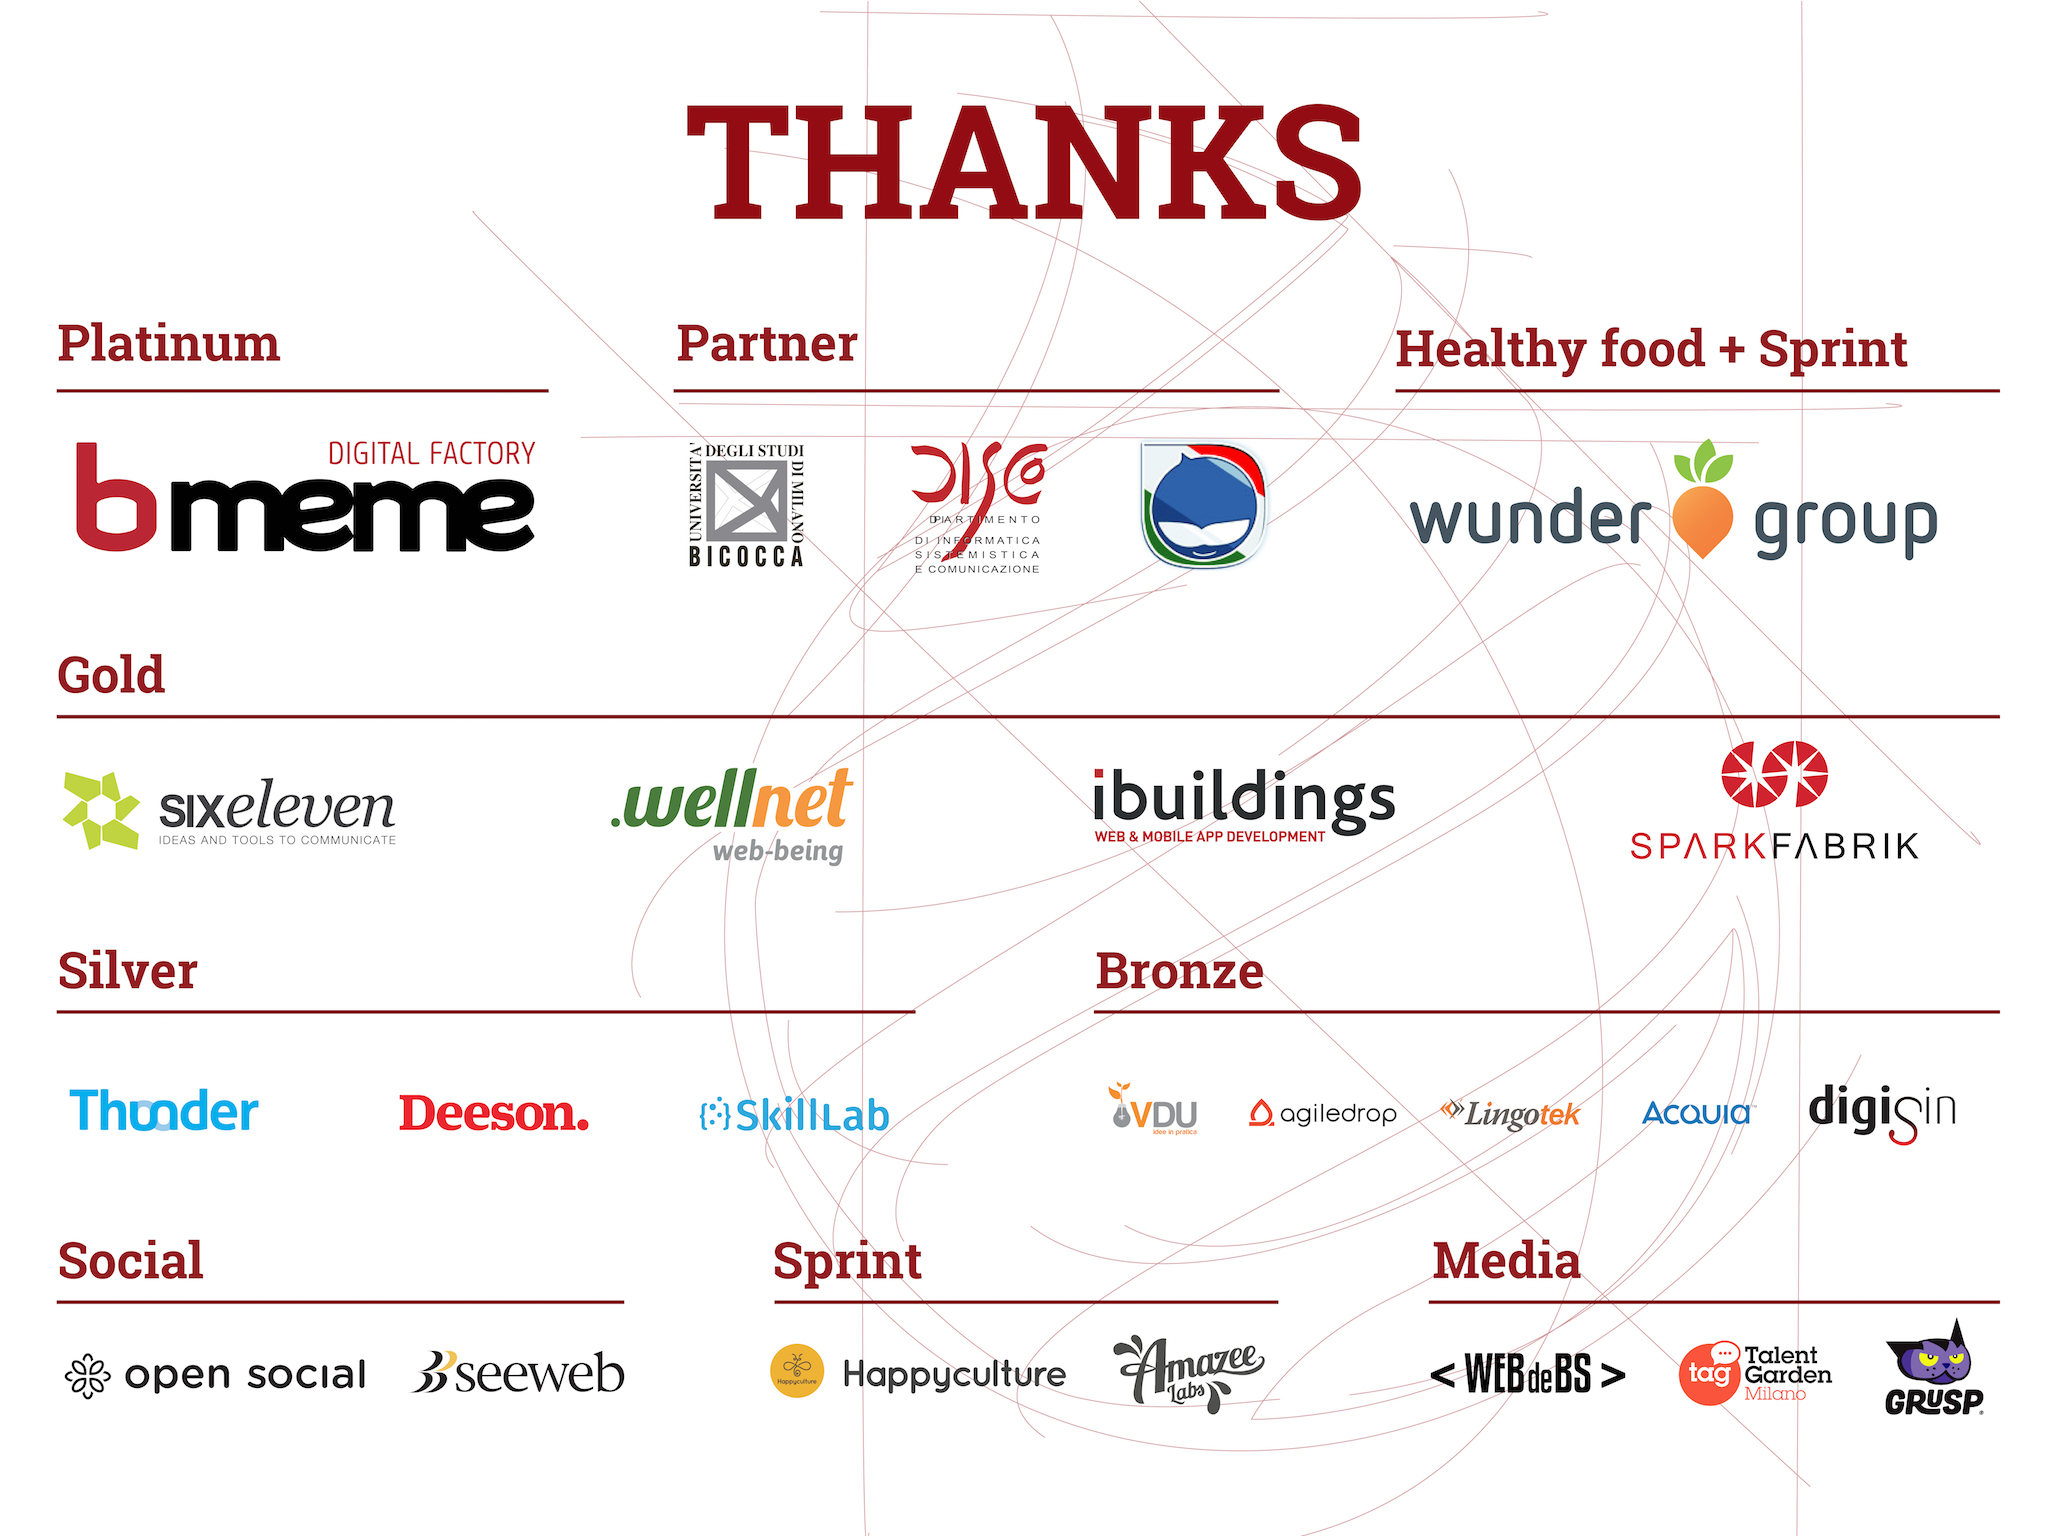 THANKS
Platinum
Partner
Healthy food + Sprint
DIGITAL FACTORY
bmeme
UNIVERSITA'
DEGLI STUDI
DI MILANO
BICOCCA
DISCo
DIPARTIMENTO
DI INFORMATICA
SISTEMISTICA
E COMUNICAZIONE
wunder group
Gold
SIXeleven
IDEAS AND TOOLS TO COMMUNICATE
.wellnet
web-being
ibuildings
WEB & MOBILE APP DEVELOPMENT
SPARKFABRIK
Silver
Bronze
Thunder
Deeson.
{SkillLab
VDU
idee in pratica
agiledrop
Lingotek
Acquia™
digisin
Social
Sprint
Media
open social
seeweb
Happyculture
Happyculture
Amazee
Labs
< WEBdeBS >
tag
Talent
Garden
Milano
GRUSP®